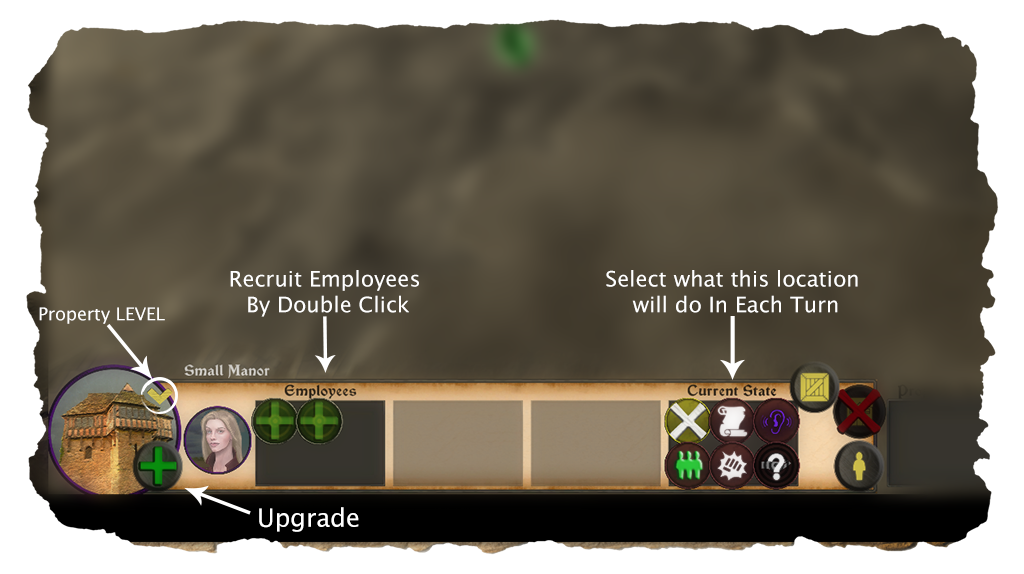 Recruit Employees
By Double Click
Select what this location
will do In Each Turn
Property LEVEL
Small Manor
Employees
Current State
P
?
Upgrade